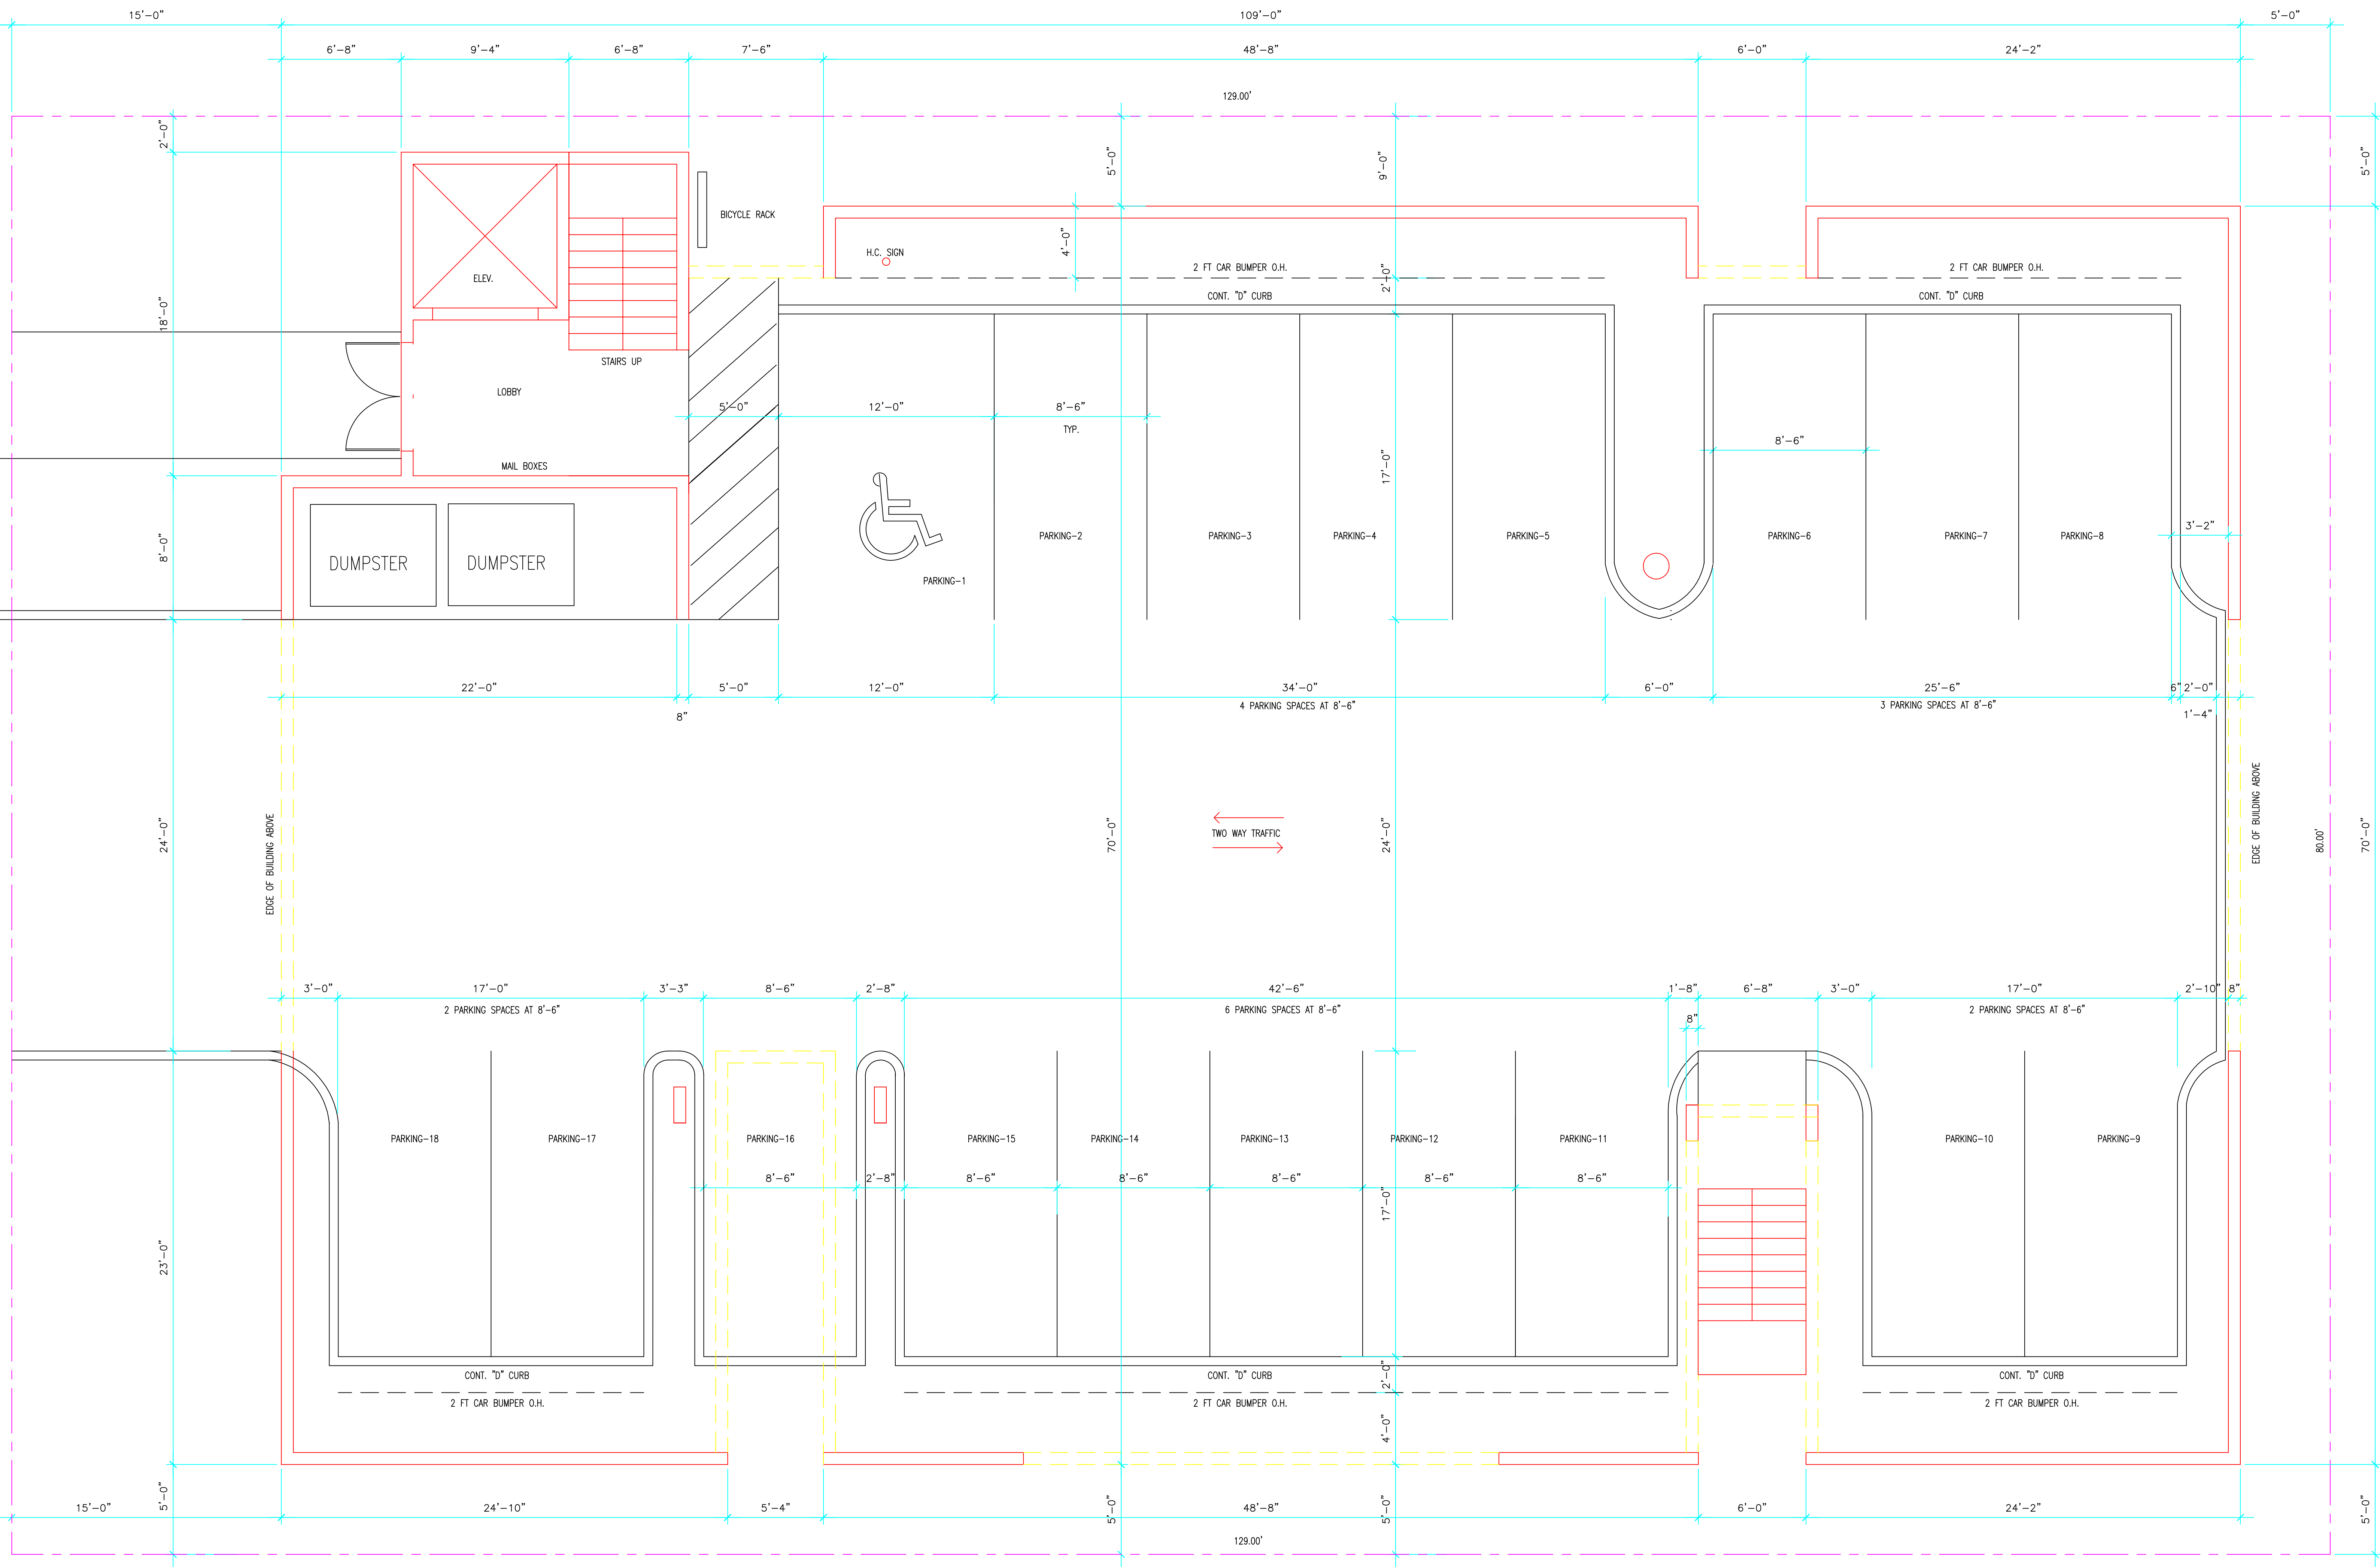 15'-0" 109'-0" 5'-0"
6'-8" 9'-4" 6'-8" 7'-6" 48'-8" 6'-0" 24'-2"
129.00'
2'-0" 5'-0" 9'-0" 5'-0"
BICYCLE RACK
H.C. SIGN 4'-0"
2 FT CAR BUMPER O.H. 2 FT CAR BUMPER O.H.
ELEV. 2'-0"
CONT. "D" CURB CONT. "D" CURB
18'-0"
STAIRS UP
LOBBY
5'-0" 12'-0" 8'-6"
TYP.
8'-6"
MAIL BOXES 17'-0"
3'-2"
PARKING-2 PARKING-3 PARKING-4 PARKING-5 PARKING-6 PARKING-7 PARKING-8
8'-0"
DUMPSTER DUMPSTER
PARKING-1
22'-0" 5'-0" 12'-0" 34'-0" 6'-0" 25'-6" 6" 2'-0"
4 PARKING SPACES AT 8'-6" 3 PARKING SPACES AT 8'-6"
8" 1'-4"
EDGE OF BUILDING ABOVE
EDGE OF BUILDING ABOVE
24'-0" 70'-0" 24'-0" 80.00' 70'-0"
TWO WAY TRAFFIC
3'-0" 17'-0" 3'-3" 8'-6" 2'-8" 42'-6" 1'-8" 6'-8" 3'-0" 17'-0" 2'-10" 8"
2 PARKING SPACES AT 8'-6" 6 PARKING SPACES AT 8'-6" 2 PARKING SPACES AT 8'-6"
8"
PARKING-18 PARKING-17 PARKING-16 PARKING-15 PARKING-14 PARKING-13 PARKING-12 PARKING-11 PARKING-10 PARKING-9
8'-6" 2'-8" 8'-6" 8'-6" 8'-6" 8'-6" 8'-6"
17'-0"
23'-0"
CONT. "D" CURB CONT. "D" CURB CONT. "D" CURB
2'-0"
2 FT CAR BUMPER O.H. 2 FT CAR BUMPER O.H. 2 FT CAR BUMPER O.H.
4'-0"
5'-0" 5'-0" 5'-0" 5'-0"
15'-0" 24'-10" 5'-4" 48'-8" 6'-0" 24'-2"
129.00'